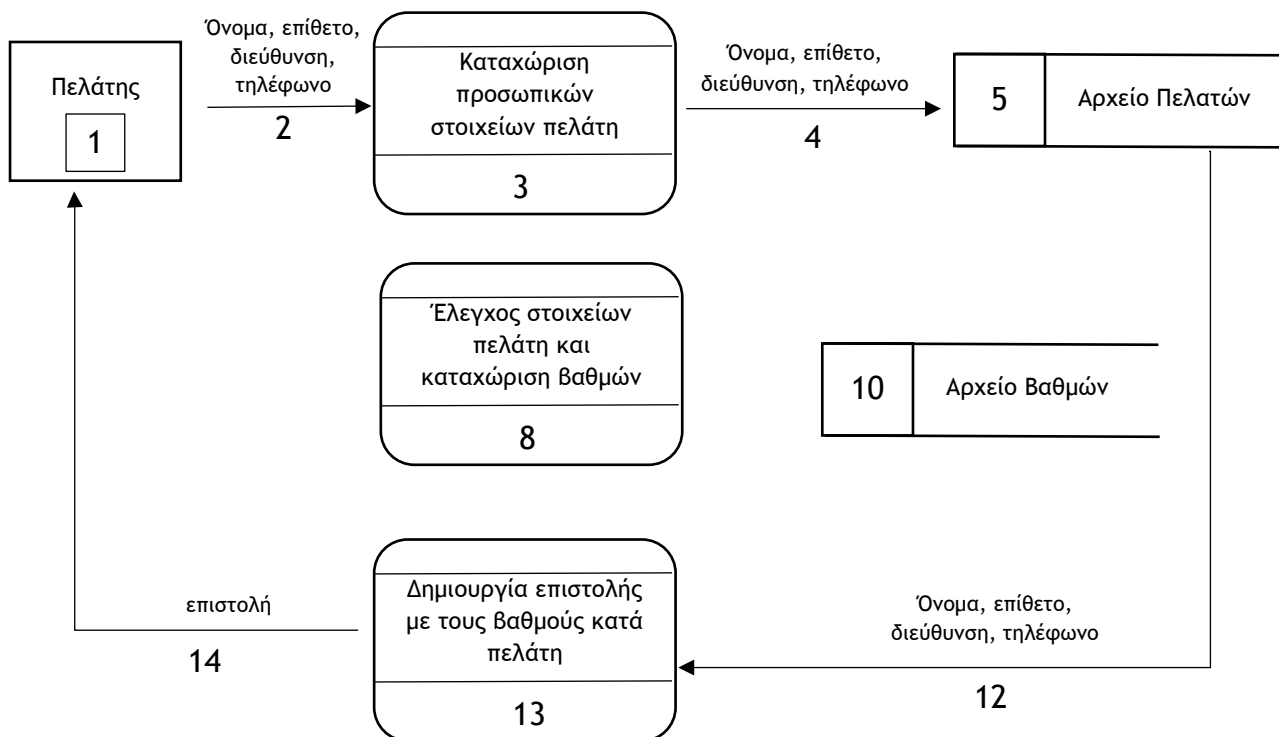 Όνομα, επίθετο,
διεύθυνση,
τηλέφωνο
2
Πελάτης
1
Καταχώριση
προσωπικών
στοιχείων πελάτη
3
Όνομα, επίθετο,
διεύθυνση, τηλέφωνο
4
5 Αρχείο Πελατών
Έλεγχος στοιχείων
πελάτη και
καταχώριση βαθμών
8
10 Αρχείο Βαθμών
επιστολή
14
Δημιουργία επιστολής
με τους βαθμούς κατά
πελάτη
13
Όνομα, επίθετο,
διεύθυνση, τηλέφωνο
12